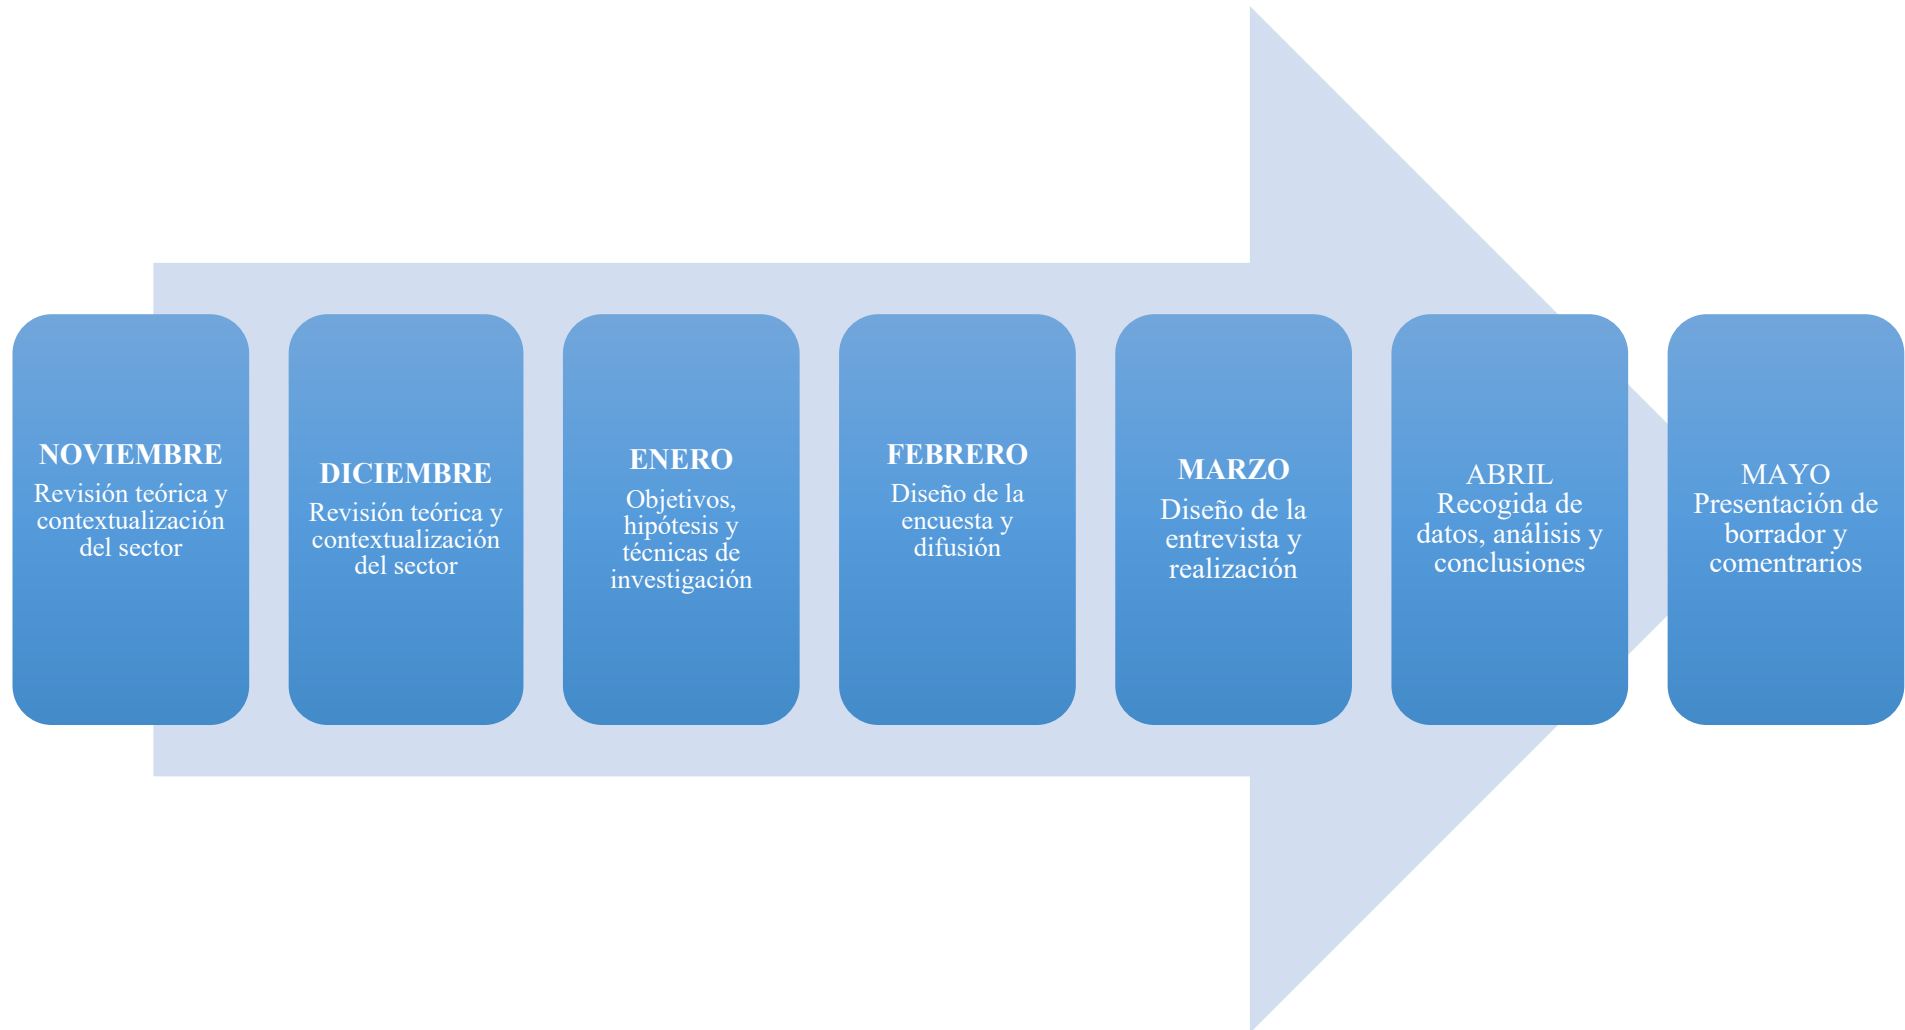 NOVIEMBRE
Revisión teórica y
contextualización
del sector
DICIEMBRE
Revisión teórica y
contextualización
del sector
ENERO
Objetivos,
hipótesis y
técnicas de
investigación
FEBRERO
Diseño de la
encuesta y
difusión
MARZO
Diseño de la
entrevista y
realización
ABRIL
Recogida de
datos, análisis y
conclusiones
MAYO
Presentación de
borrador y
comentrarios